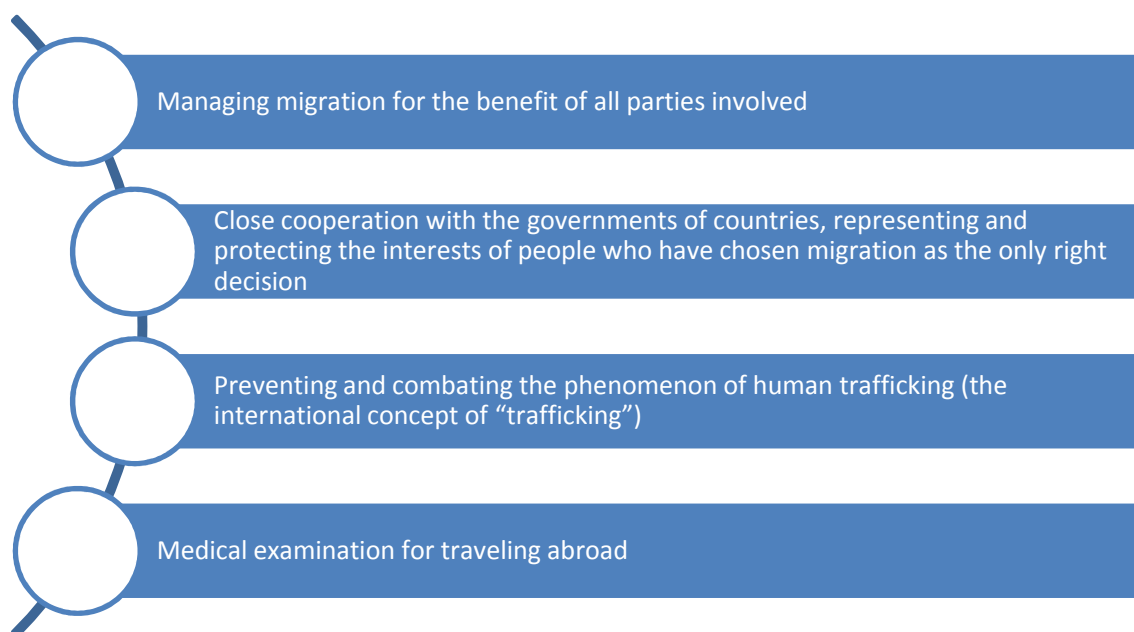 Managing migration for the benefit of all parties involved
Close cooperation with the governments of countries, representing and
protecting the interests of people who have chosen migration as the only right
decision
Preventing and combating the phenomenon of human trafficking (the
international concept of “trafficking”)
Medical examination for traveling abroad